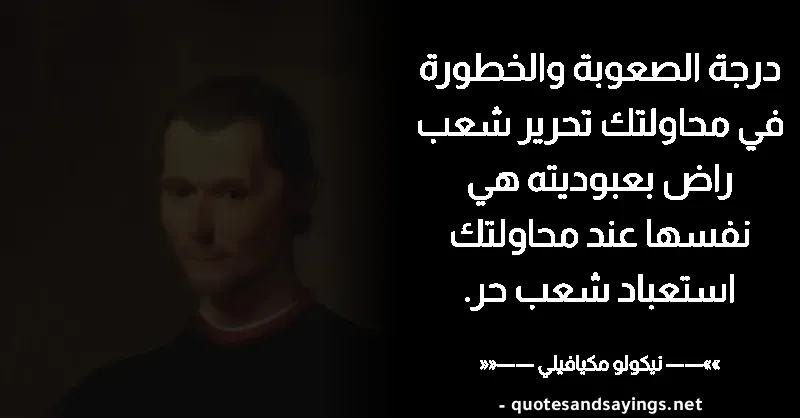 درجة الصعوبة والخطورة
في محاولتك تحرير شعب
راض بعبوديته هي
نفسها عند محاولتك
استعباد شعب حر.
»»——— نيكولو مكيافيلي ———««
- quotesandsayings.net